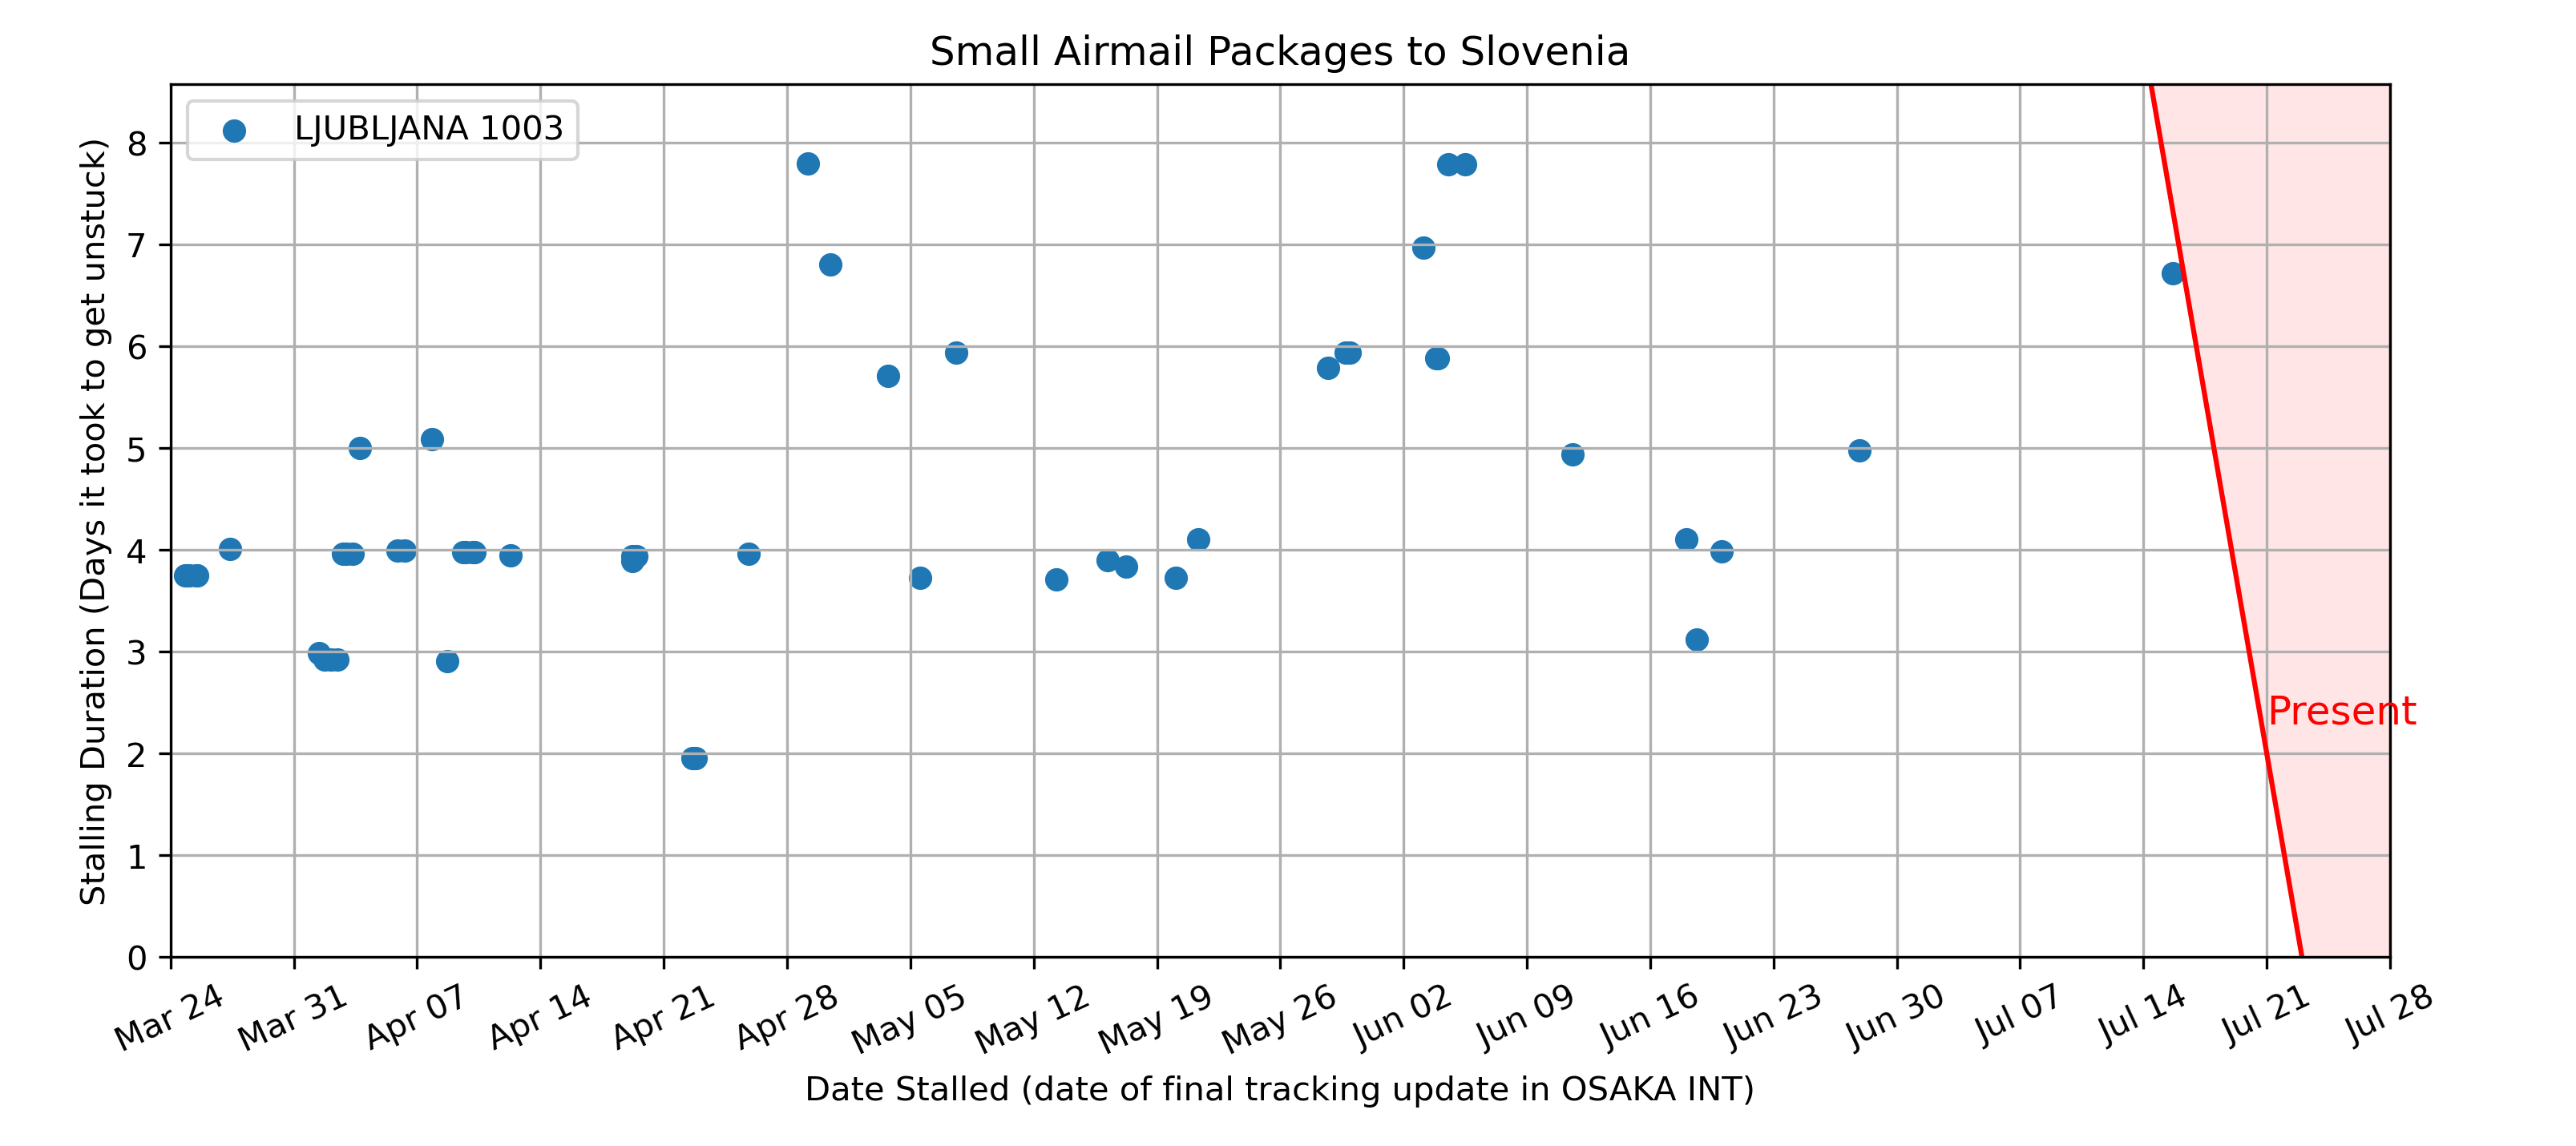 Small Airmail Packages to Slovenia
LJUBLJANA 1003
Stalling Duration (Days it took to get unstuck)
8
7
6
5
4
3
2
1
0
Present
Mar 24
Mar 31
Apr 07
Apr 14
Apr 21
Apr 28
May 05
May 12
May 19
May 26
Jun 02
Jun 09
Jun 16
Jun 23
Jun 30
Jul 07
Jul 14
Jul 21
Jul 28
Date Stalled (date of final tracking update in OSAKA INT)